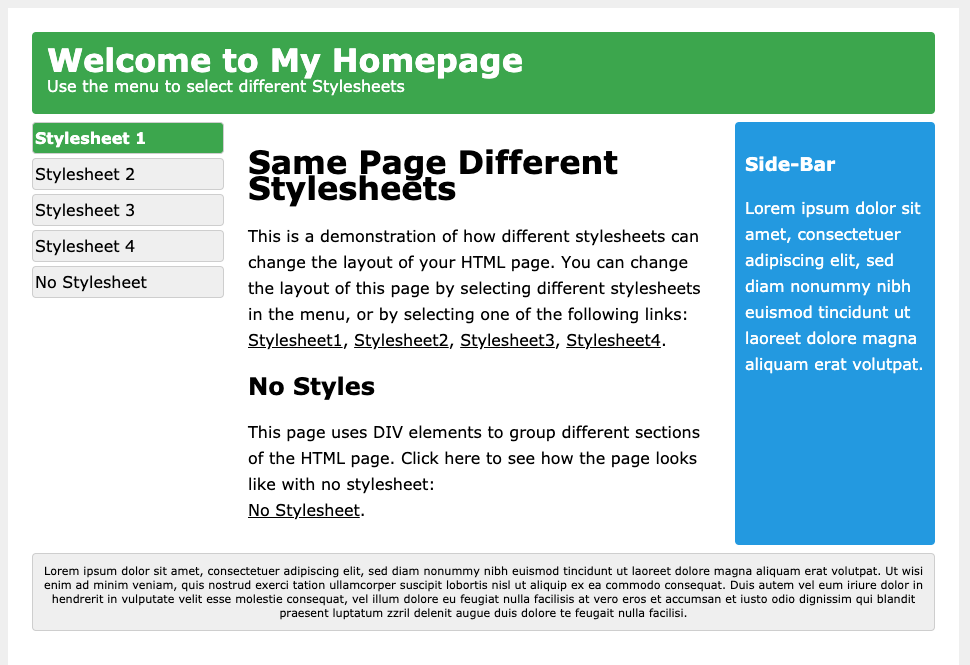 Welcome to My Homepage
Use the menu to select different Stylesheets
Stylesheet 1
Stylesheet 2
Stylesheet 3
Stylesheet 4
No Stylesheet
Same Page Different
Stylesheets
This is a demonstration of how different stylesheets can
change the layout of your HTML page. You can change
the layout of this page by selecting different stylesheets
in the menu, or by selecting one of the following links:
Stylesheet1, Stylesheet2, Stylesheet3, Stylesheet4.
No Styles
This page uses DIV elements to group different sections
of the HTML page. Click here to see how the page looks
like with no stylesheet:
No Stylesheet.
Side-Bar
Lorem ipsum dolor sit
amet, consectetuer
adipiscing elit, sed
diam nonummy nibh
euismod tincidunt ut
laoreet dolore magna
aliquam erat volutpat.
Lorem ipsum dolor sit amet, consectetuer adipiscing elit, sed diam nonummy nibh euismod tincidunt ut laoreet dolore magna aliquam erat volutpat. Ut wisi
enim ad minim veniam, quis nostrud exerci tation ullamcorper suscipit lobortis nisl ut aliquip ex ea commodo consequat. Duis autem vel eum iriure dolor in
hendrerit in vulputate velit esse molestie consequat, vel illum dolore eu feugiat nulla facilisis at vero eros et accumsan et iusto odio dignissim qui blandit
praesent luptatum zzril delenit augue duis dolore te feugait nulla facilisi.